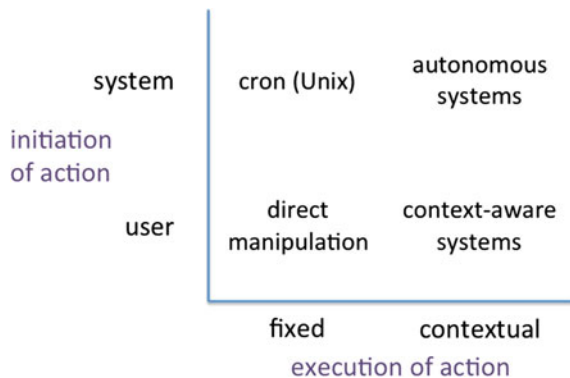 system
cron (Unix)
autonomous
systems
initiation
of action
user
direct
manipulation
context-aware
systems
fixed
contextual
execution of action